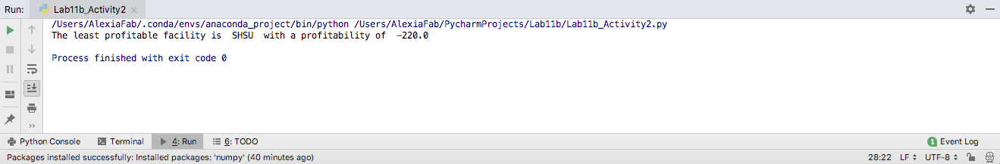 Run: Lab11b_Activity2 ×
/Users/AlexiaFab/.conda/envs/anaconda_project/bin/python /Users/AlexiaFab/PycharmProjects/Lab11b/Lab11b_Activity2.py
The least profitable facility is  SHSU  with a profitability of  -220.0
Process finished with exit code 0
>>
Python Console Terminal 4: Run 6: TODO 1 Event Log
Packages installed successfully: Installed packages: 'numpy' (40 minutes ago) 28:22 LF UTF-8